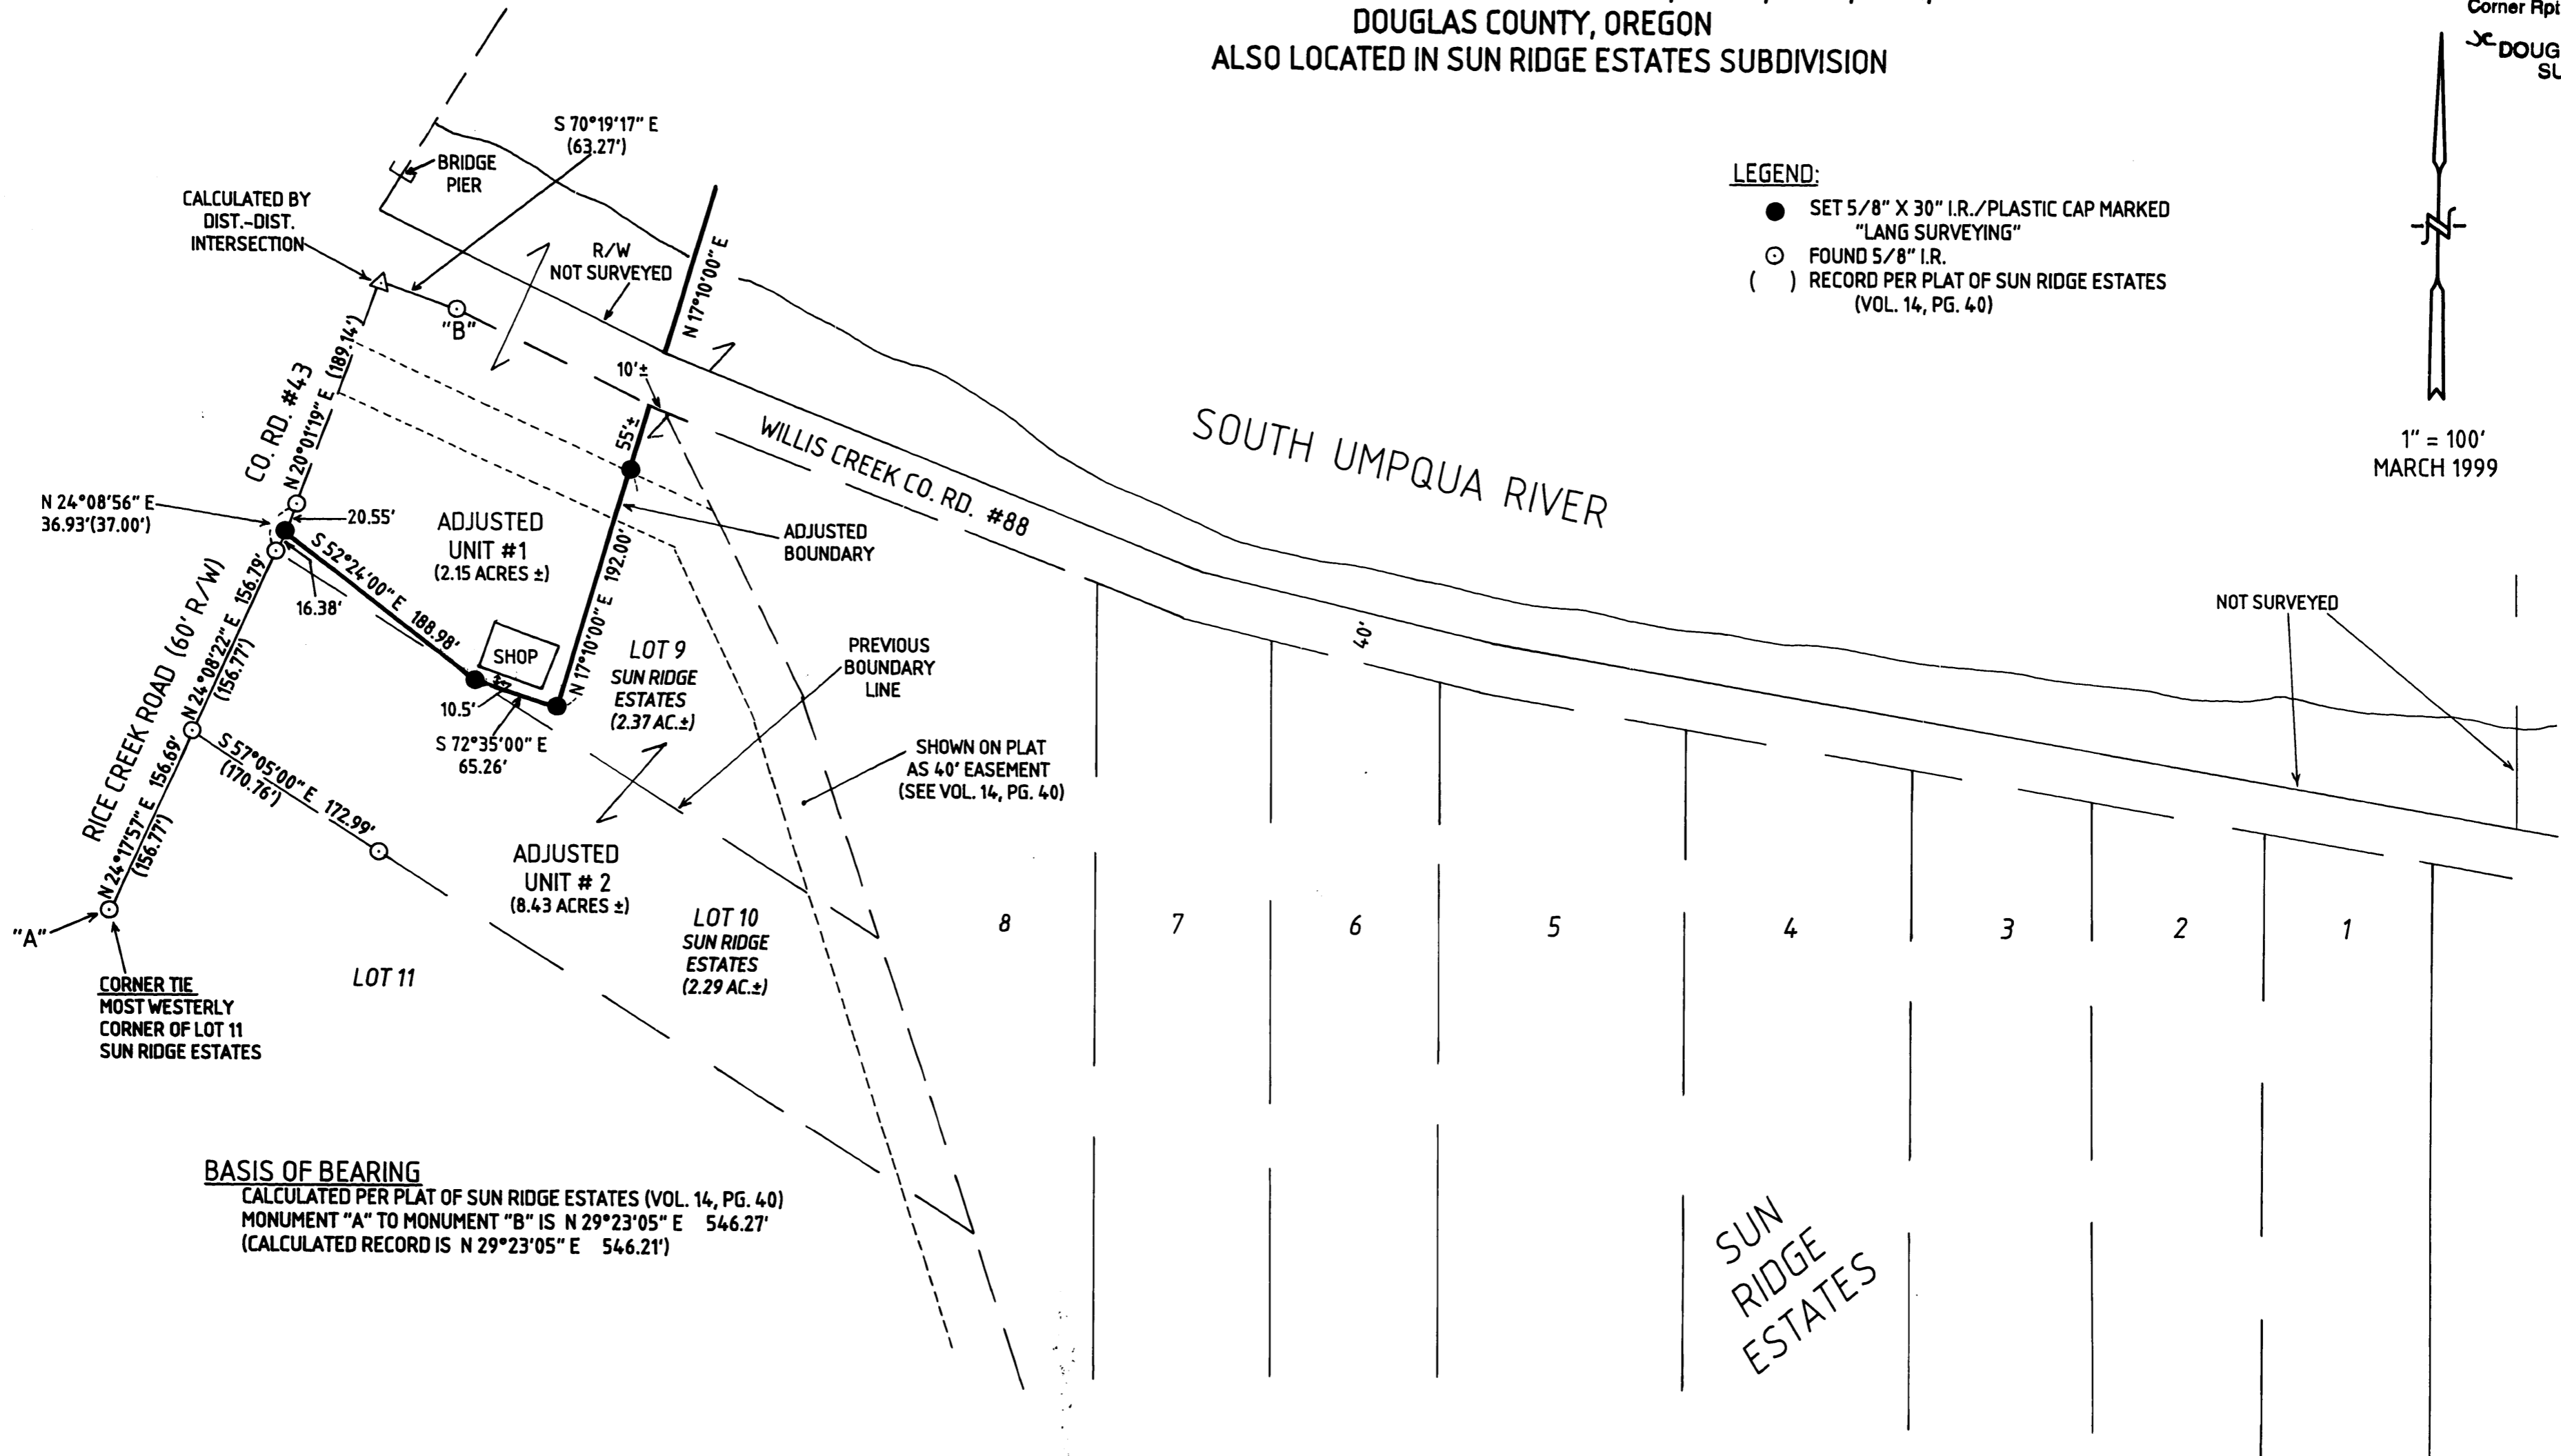 DOUGLAS COUNTY, OREGON
ALSO LOCATED IN SUN RIDGE ESTATES SUBDIVISION
Corner Rpt
DOUG
SU
S 70°19'17" E
(63.27')
BRIDGE
PIER
CALCULATED BY
DIST.-DIST.
INTERSECTION
R/W
NOT SURVEYED
N 17°10'00" E
"B"
LEGEND:
SET 5/8" X 30" I.R./PLASTIC CAP MARKED
"LANG SURVEYING"
FOUND 5/8" I.R.
( ) RECORD PER PLAT OF SUN RIDGE ESTATES
(VOL. 14, PG. 40)
N
1" = 100'
MARCH 1999
10'±
55'±
CO. RD. #43
N 20°01'19" E (189.14')
WILLIS CREEK CO. RD. #88
SOUTH UMPQUA RIVER
N 24°08'56" E
36.93'(37.00')
20.55'
ADJUSTED
UNIT #1
(2.15 ACRES ±)
ADJUSTED
BOUNDARY
16.38'
S 52°24'00" E 188.98'
N 17°10'00" E 192.00'
SHOP
10.5'
S 72°35'00" E
65.26'
LOT 9
SUN RIDGE
ESTATES
(2.37 AC.±)
PREVIOUS
BOUNDARY
LINE
40'
NOT SURVEYED
RICE CREEK ROAD (60' R/W)
N 24°08'22" E 156.79'
(156.77')
S 57°05'00" E 172.99'
(170.76')
N 24°17'57" E 156.69'
(156.77')
SHOWN ON PLAT
AS 40' EASEMENT
(SEE VOL. 14, PG. 40)
ADJUSTED
UNIT # 2
(8.43 ACRES ±)
LOT 10
SUN RIDGE
ESTATES
(2.29 AC.±)
8
7
6
5
4
3
2
1
"A"
CORNER TIE
MOST WESTERLY
CORNER OF LOT 11
SUN RIDGE ESTATES
LOT 11
BASIS OF BEARING
CALCULATED PER PLAT OF SUN RIDGE ESTATES (VOL. 14, PG. 40)
MONUMENT "A" TO MONUMENT "B" IS N 29°23'05" E 546.27'
(CALCULATED RECORD IS N 29°23'05" E 546.21')
SUN
RIDGE
ESTATES